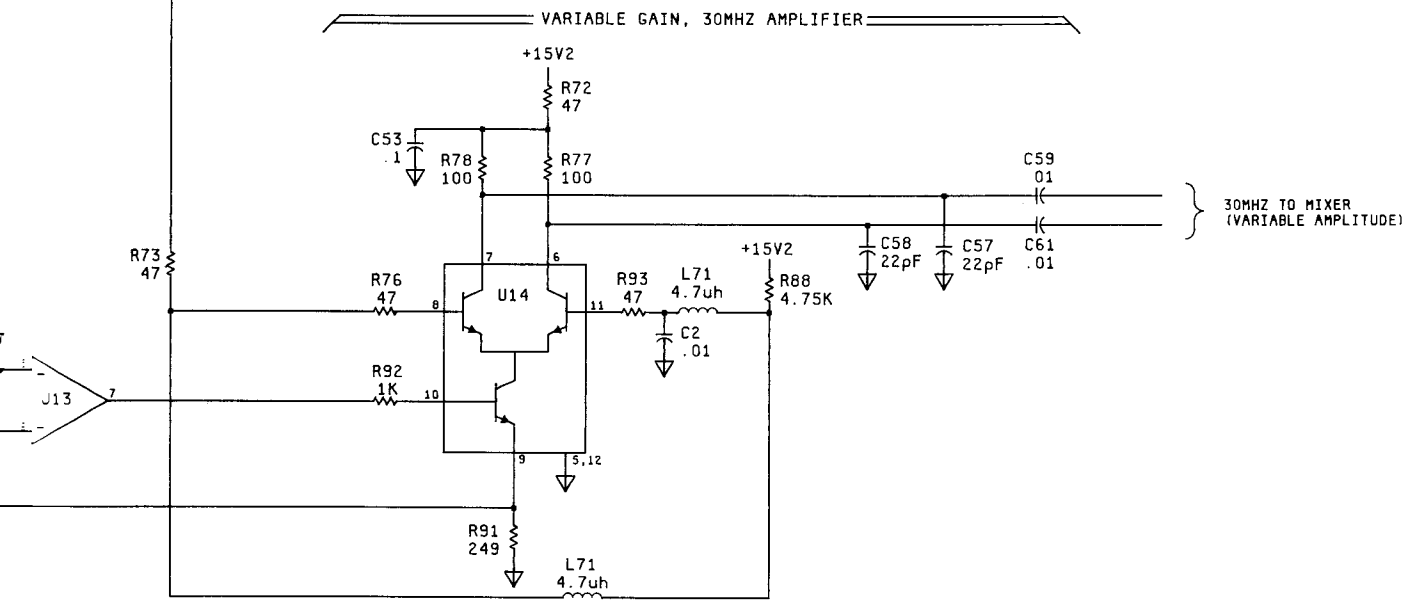 VARIABLE GAIN, 30MHZ AMPLIFIER
+15V2
R72
47
C53
.1
R78
100
R77
100
C59
01
30MHZ TO MIXER
(VARIABLE AMPLITUDE)
C58
22pF
C57
22pF
C61
.01
+15V2
R88
4.75K
R73
47
R76
47
8
7
6
U14
11
R93
47
L71
4.7uh
C2
.01
R92
1K
10
J13
7
9
5,12
R91
249
L71
4.7uh